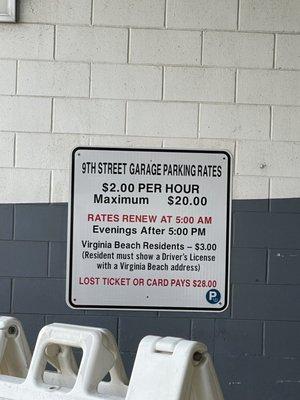 9TH STREET GARAGE PARKING RATES
$2.00 PER HOUR
Maximum $20.00
RATES RENEW AT 5:00 AM
Evenings After 5:00 PM
Virginia Beach Residents – $3.00
(Resident must show a Driver's License
with a Virginia Beach address)
LOST TICKET OR CARD PAYS $28.00
P